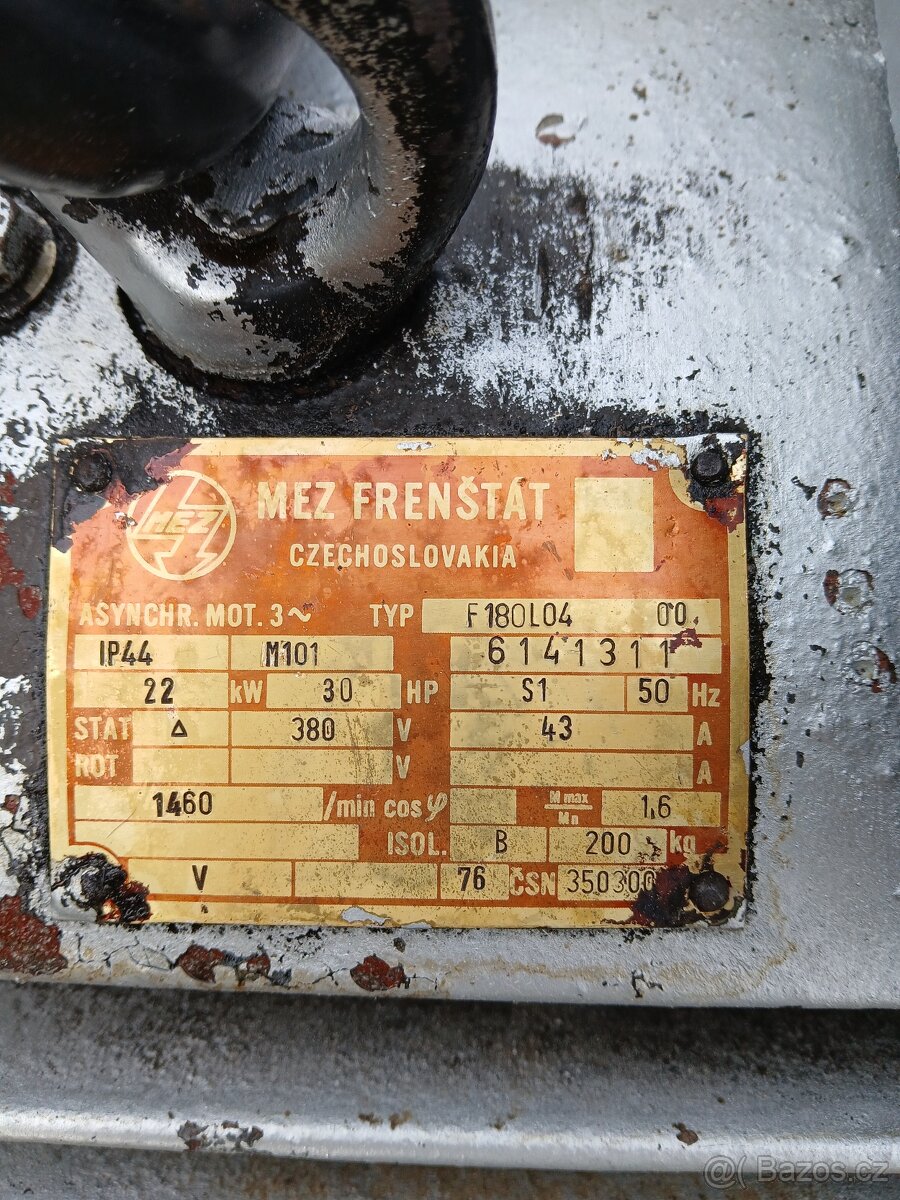 MEZ
MEZ FRENŠTÁT
CZECHOSLOVAKIA
ASYNCHR. MOT. 3~ TYP F180L04 00
IP44 M101 6141311
22 kW 30 HP S1 50 Hz
STAT Δ 380 V 43 A
ROT V A
1460 /min cos φ M max/Mn 1,6
ISOL. B 200 kg
V 76 ČSN 350300
@ Bazos.cz